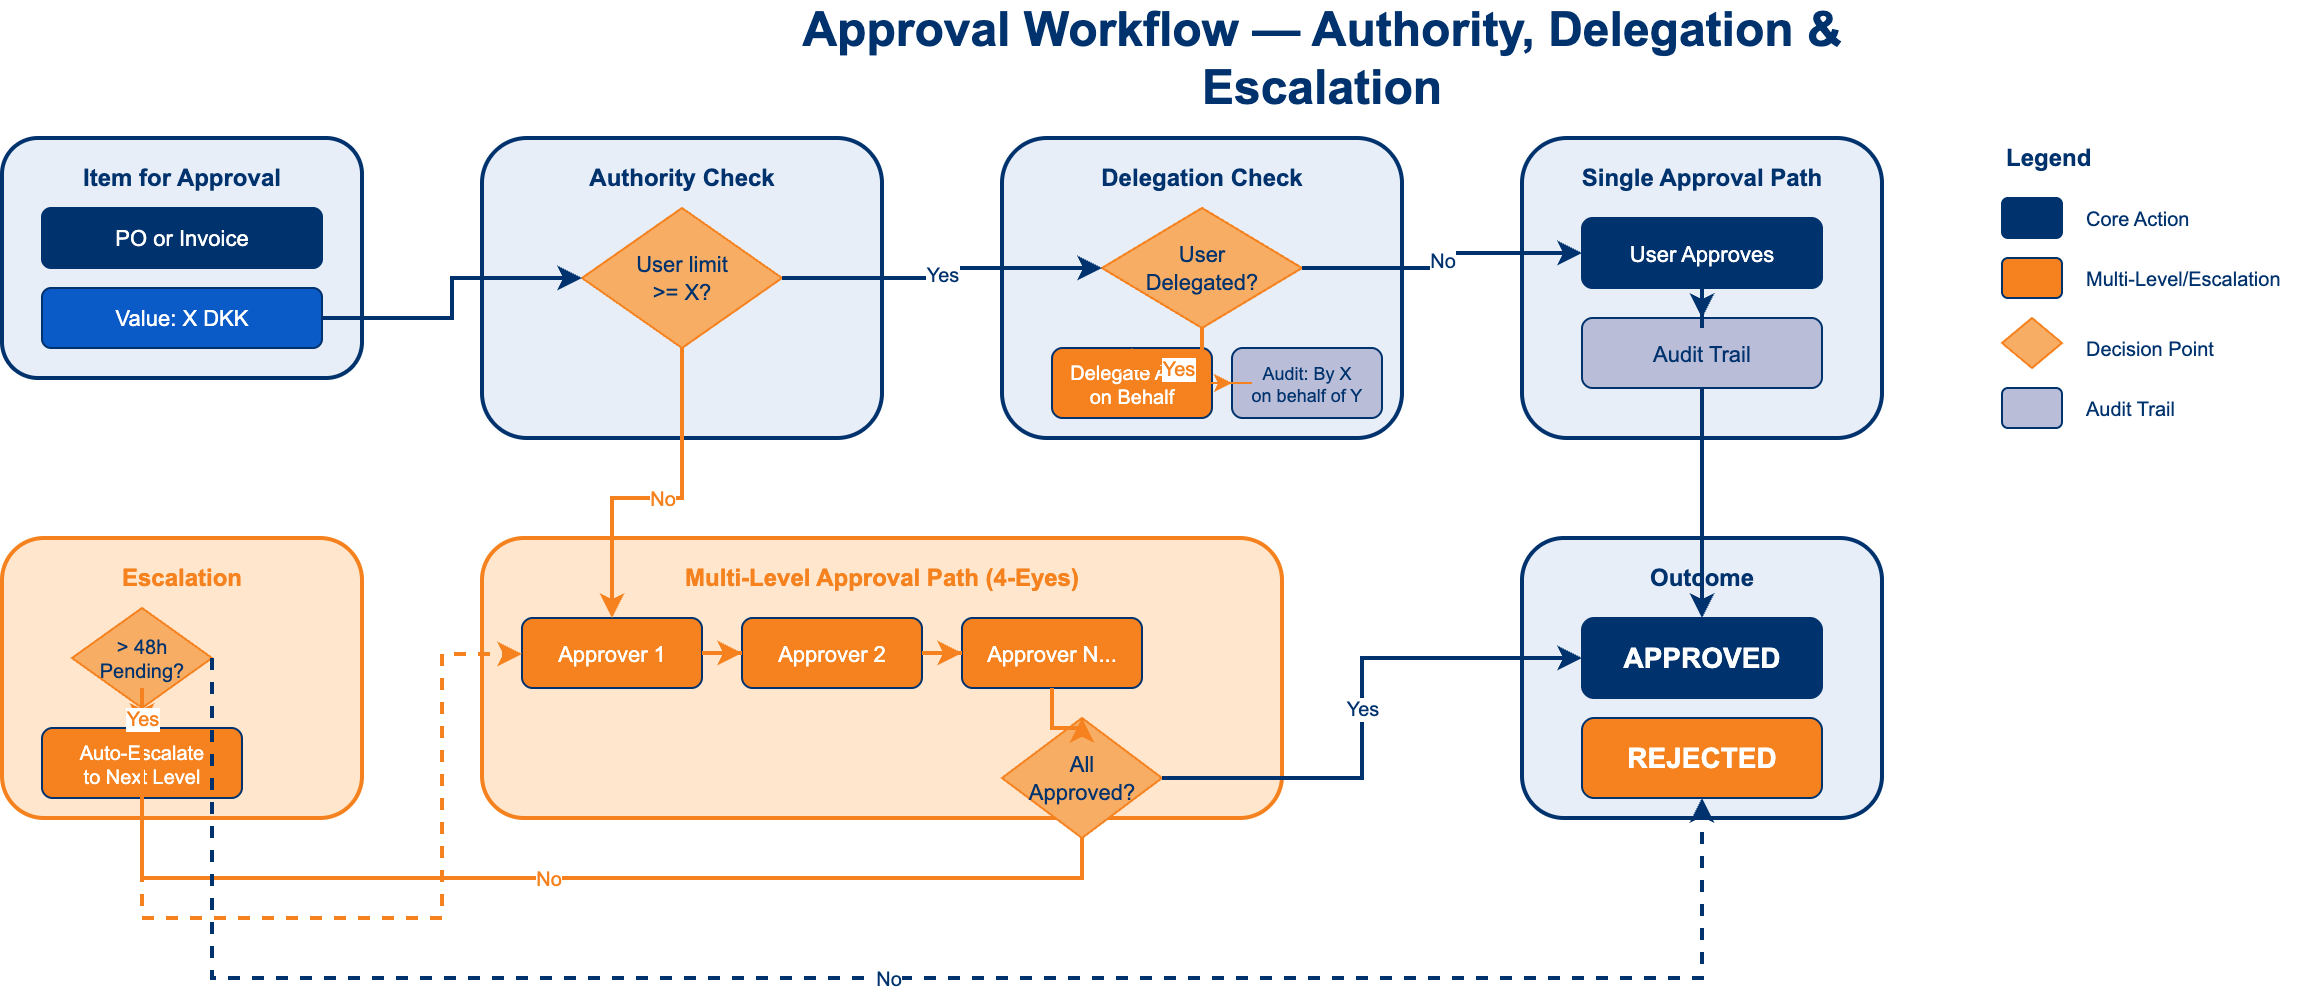 Approval Workflow — Authority, Delegation &
Escalation
Item for Approval
PO or Invoice
Value: X DKK
Authority Check
User limit
>= X?
Yes
No
Delegation Check
User
Delegated?
Yes
No
Delegate A
on Behalf
Audit: By X
on behalf of Y
Single Approval Path
User Approves
Audit Trail
Legend
Core Action
Multi-Level/Escalation
Decision Point
Audit Trail
Escalation
> 48h
Pending?
Yes
Auto-Escalate
to Next Level
Multi-Level Approval Path (4-Eyes)
Approver 1
Approver 2
Approver N...
All
Approved?
Yes
No
Outcome
APPROVED
REJECTED
No